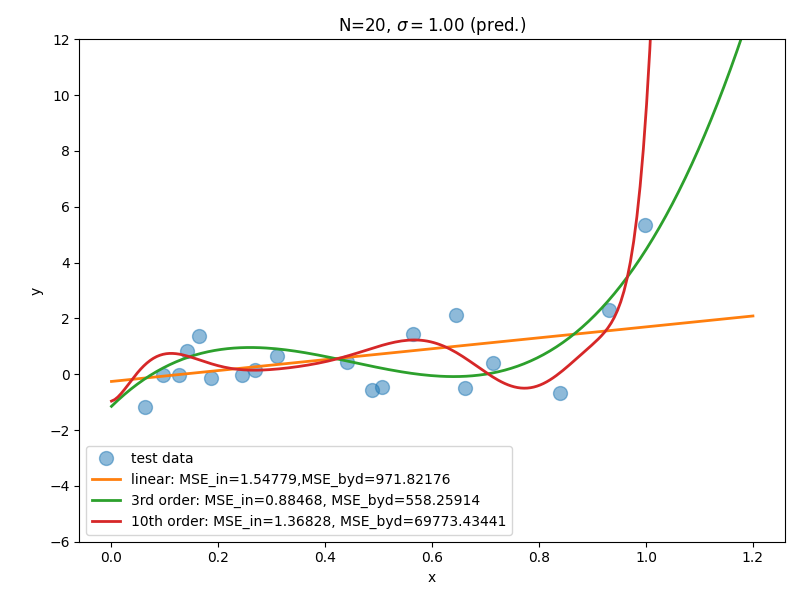 N=20, σ = 1.00 (pred.)
12
10
8
6
4
2
0
−2
−4
−6
y
test data
linear: MSE_in=1.54779,MSE_byd=971.82176
3rd order: MSE_in=0.88468, MSE_byd=558.25914
10th order: MSE_in=1.36828, MSE_byd=69773.43441
0.0 0.2 0.4 0.6 0.8 1.0 1.2
x